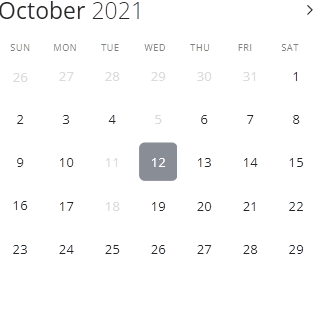 October 2021
SUN MON TUE WED THU FRI SAT
26 27 28 29 30 31 1
2 3 4 5 6 7 8
9 10 11 12 13 14 15
16 17 18 19 20 21 22
23 24 25 26 27 28 29